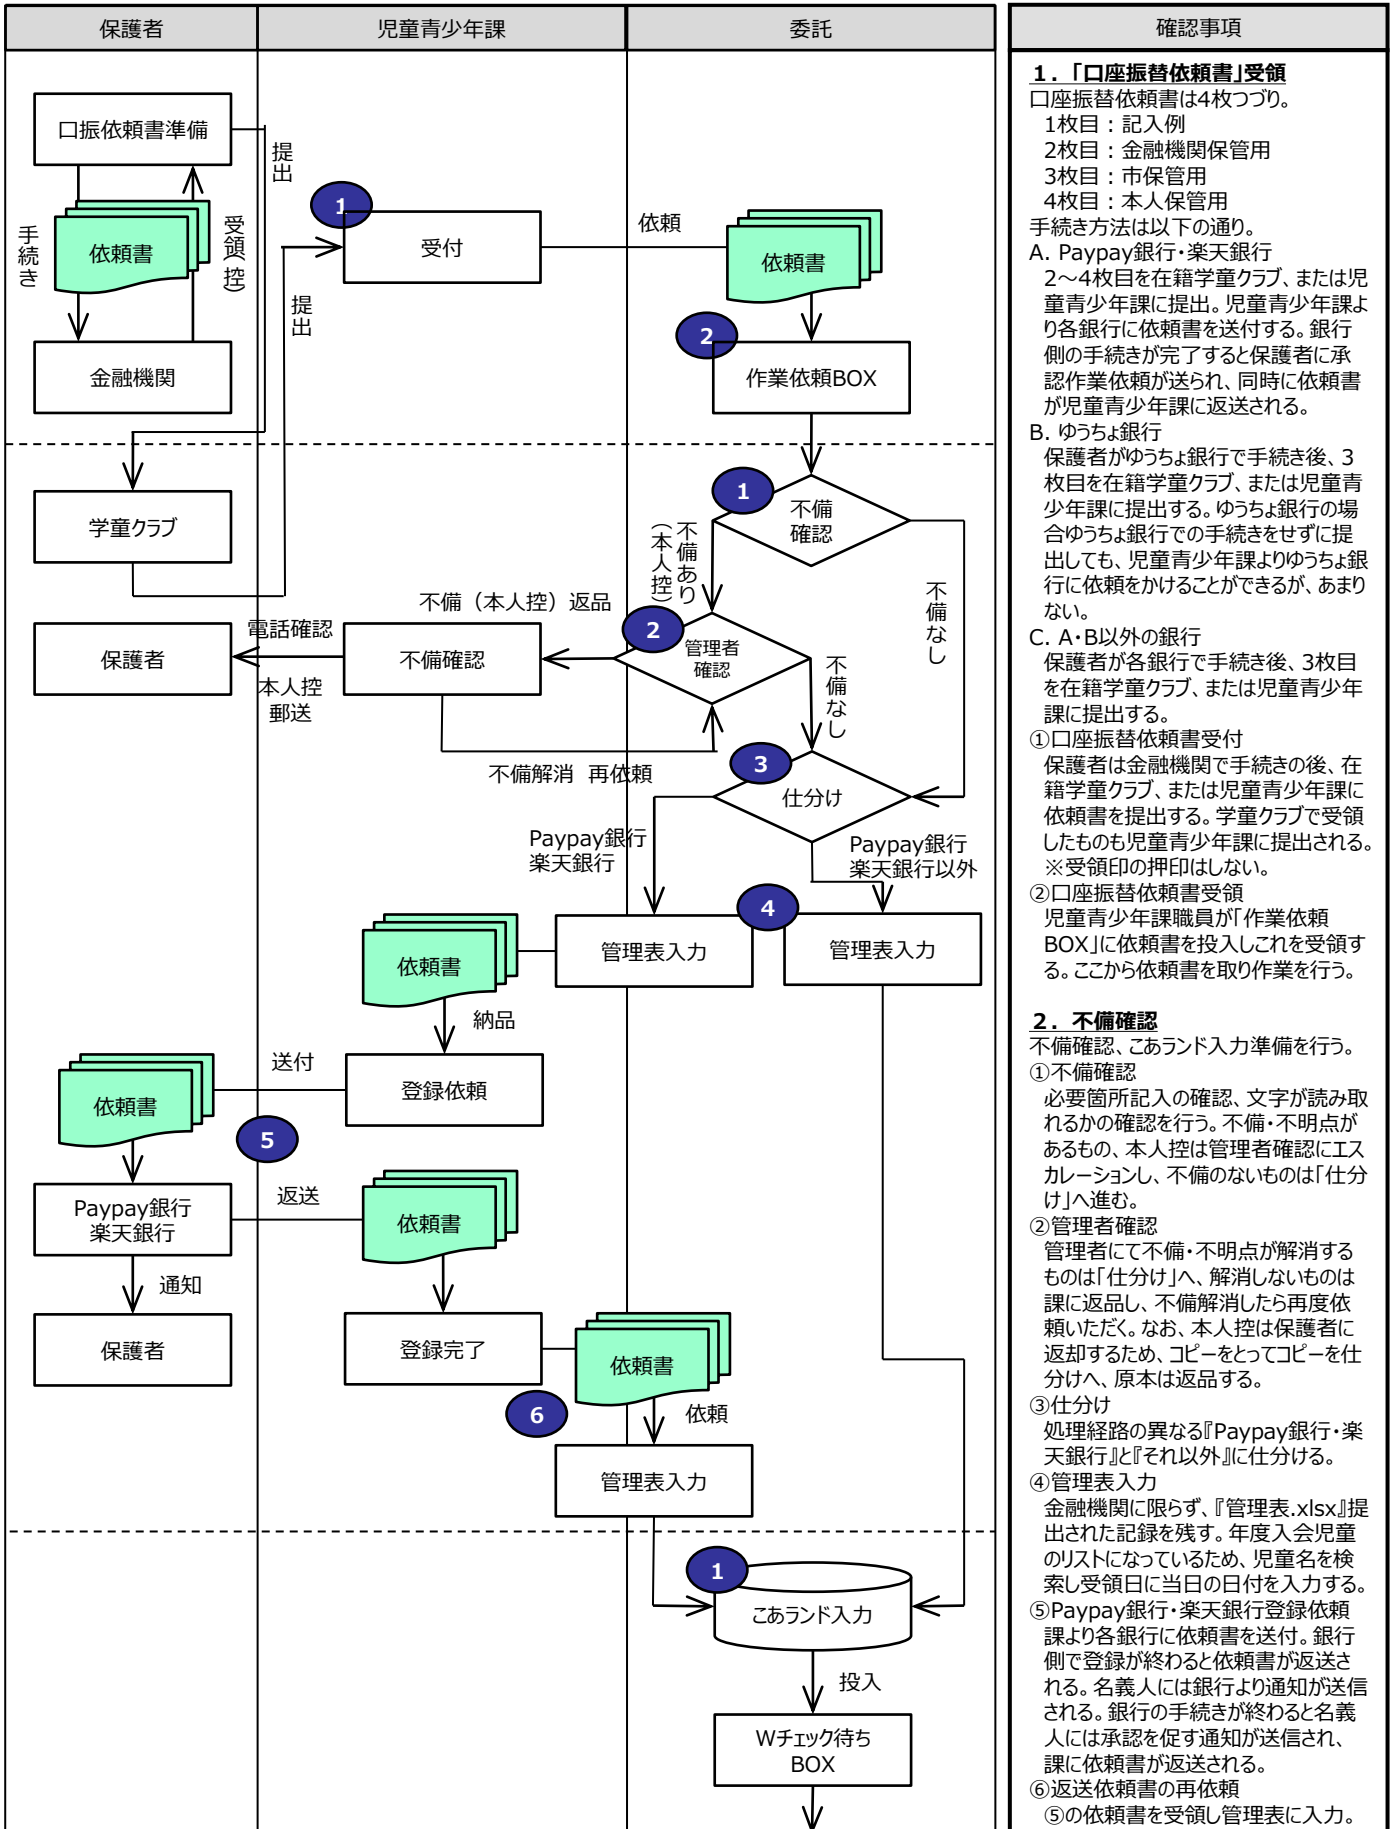 保護者
児童青少年課
委託
確認事項
口振依頼書準備
提出
手続き
依頼書
受領(控)
金融機関
提出
1
受付
依頼
依頼書
2
作業依頼BOX
学童クラブ
1
不備
確認
不備あり
（本人控）
不備なし
不備（本人控）返品
2
管理者
確認
電話確認
保護者
不備確認
本人控
郵送
不備なし
不備解消 再依頼
3
仕分け
Paypay銀行
楽天銀行
Paypay銀行
楽天銀行以外
4
依頼書
管理表入力
管理表入力
納品
送付
依頼書
登録依頼
5
Paypay銀行
楽天銀行
返送
依頼書
通知
保護者
登録完了
依頼書
6
依頼
管理表入力
1
こあランド入力
投入
Wチェック待ち
BOX
１．「口座振替依頼書」受領
口座振替依頼書は4枚つづり。
1枚目：記入例
2枚目：金融機関保管用
3枚目：市保管用
4枚目：本人保管用
手続き方法は以下の通り。
A. Paypay銀行・楽天銀行
2～4枚目を在籍学童クラブ、または児
童青少年課に提出。児童青少年課よ
り各銀行に依頼書を送付する。銀行
側の手続きが完了すると保護者に承
認作業依頼が送られ、同時に依頼書
が児童青少年課に返送される。
B. ゆうちょ銀行
保護者がゆうちょ銀行で手続き後、3
枚目を在籍学童クラブ、または児童青
少年課に提出する。ゆうちょ銀行の場
合ゆうちょ銀行での手続きをせずに提
出しても、児童青少年課よりゆうちょ銀
行に依頼をかけることができるが、あまり
ない。
C. A・B以外の銀行
保護者が各銀行で手続き後、3枚目
を在籍学童クラブ、または児童青少年
課に提出する。
①口座振替依頼書受付
保護者は金融機関で手続きの後、在
籍学童クラブ、または児童青少年課に
依頼書を提出する。学童クラブで受領
したものも児童青少年課に提出される。
※受領印の押印はしない。
②口座振替依頼書受領
児童青少年課職員が「作業依頼
BOX」に依頼書を投入しこれを受領す
る。ここから依頼書を取り作業を行う。
２．不備確認
不備確認、こあランド入力準備を行う。
①不備確認
必要箇所記入の確認、文字が読み取
れるかの確認を行う。不備・不明点が
あるもの、本人控は管理者確認にエス
カレーションし、不備のないものは「仕分
け」へ進む。
②管理者確認
管理者にて不備・不明点が解消する
ものは「仕分け」へ、解消しないものは
課に返品し、不備解消したら再度依
頼いただく。なお、本人控は保護者に
返却するため、コピーをとってコピーを仕
分けへ、原本は返品する。
③仕分け
処理経路の異なる『Paypay銀行・楽
天銀行』と『それ以外』に仕分ける。
④管理表入力
金融機関に限らず、『管理表.xlsx』提
出された記録を残す。年度入会児童
のリストになっているため、児童名を検
索し受領日に当日の日付を入力する。
⑤Paypay銀行・楽天銀行登録依頼
課より各銀行に依頼書を送付。銀行
側で登録が終わると依頼書が返送さ
れる。名義人には銀行より通知が送信
される。銀行の手続きが終わると名義
人には承認を促す通知が送信され、
課に依頼書が返送される。
⑥返送依頼書の再依頼
⑤の依頼書を受領し管理表に入力。